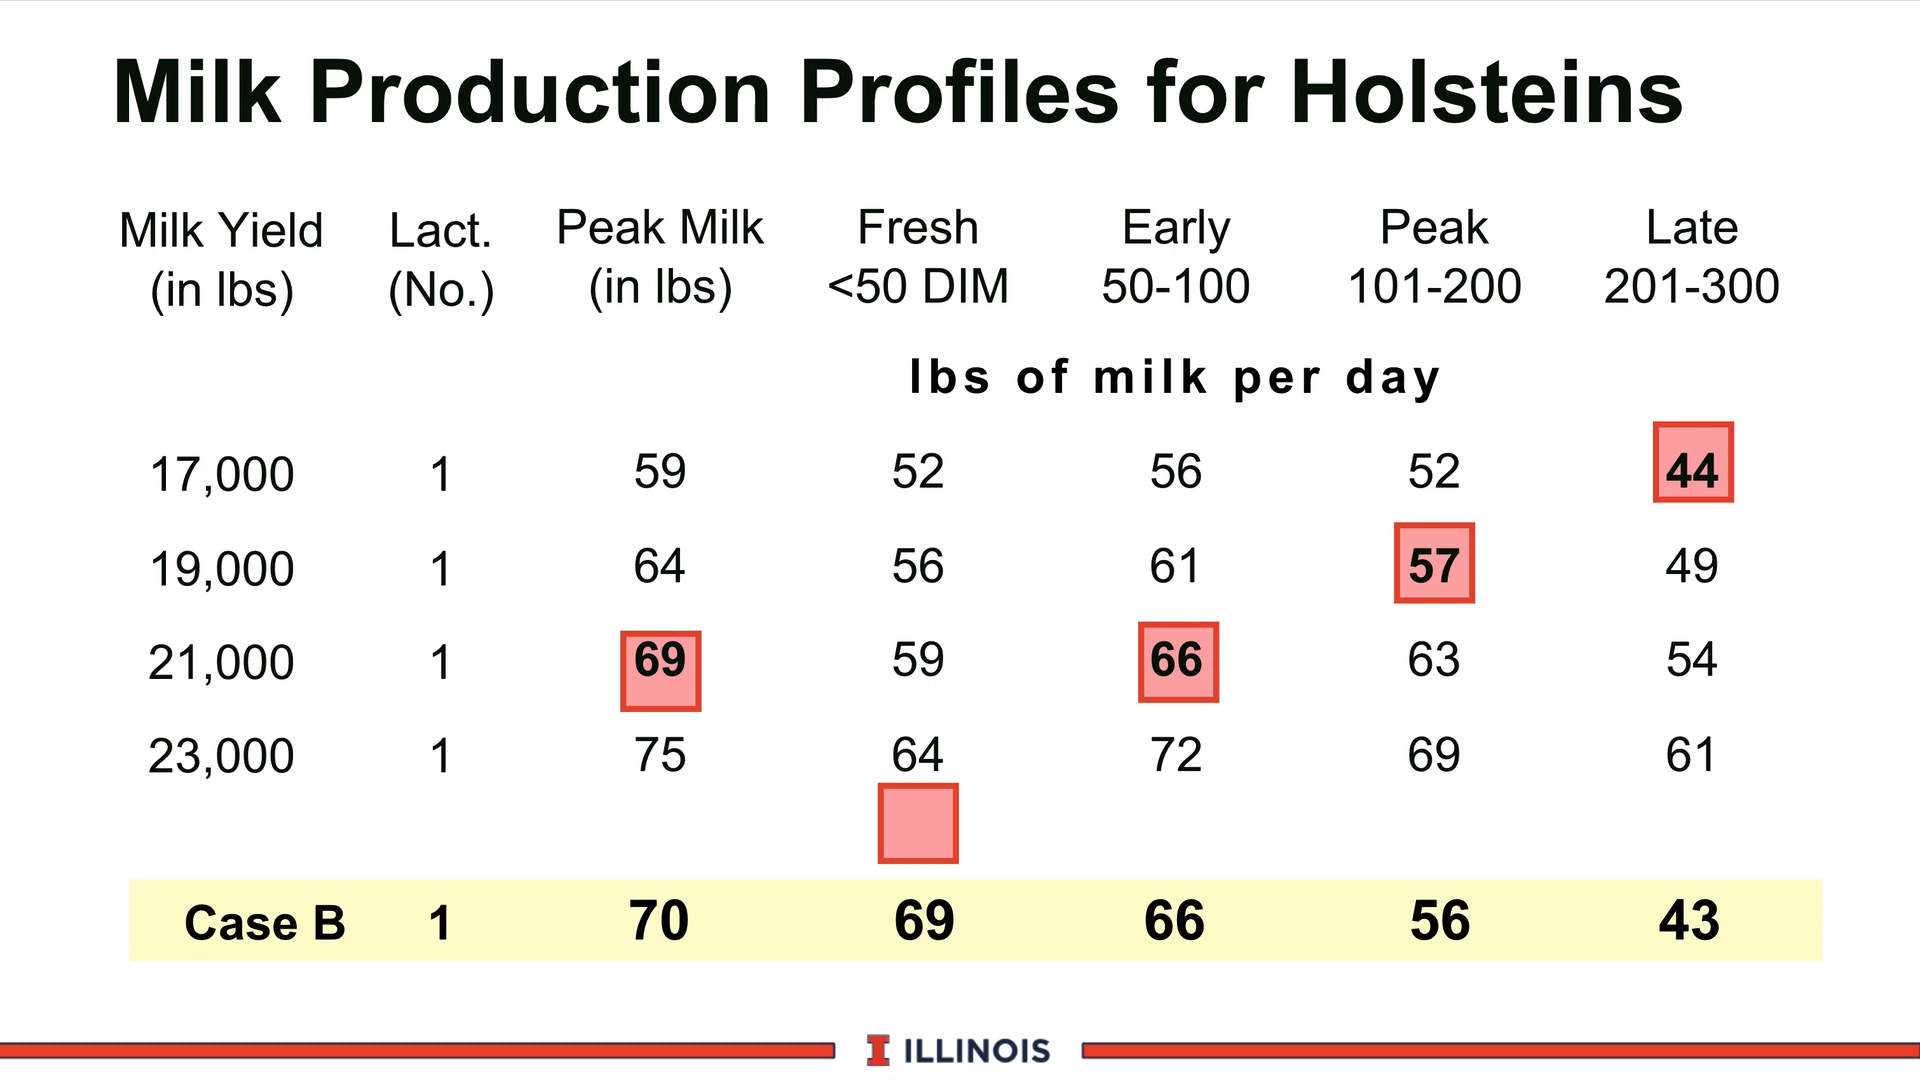 Milk Production Profiles for Holsteins
Milk Yield Lact. Peak Milk Fresh Early Peak Late
(in lbs) (No.) (in lbs) <50 DIM 50-100 101-200 201-300
lbs of milk per day
17,000 1 59 52 56 52 44
19,000 1 64 56 61 57 49
21,000 1 69 59 66 63 54
23,000 1 75 64 72 69 61
Case B 1 70 69 66 56 43
I ILLINOIS